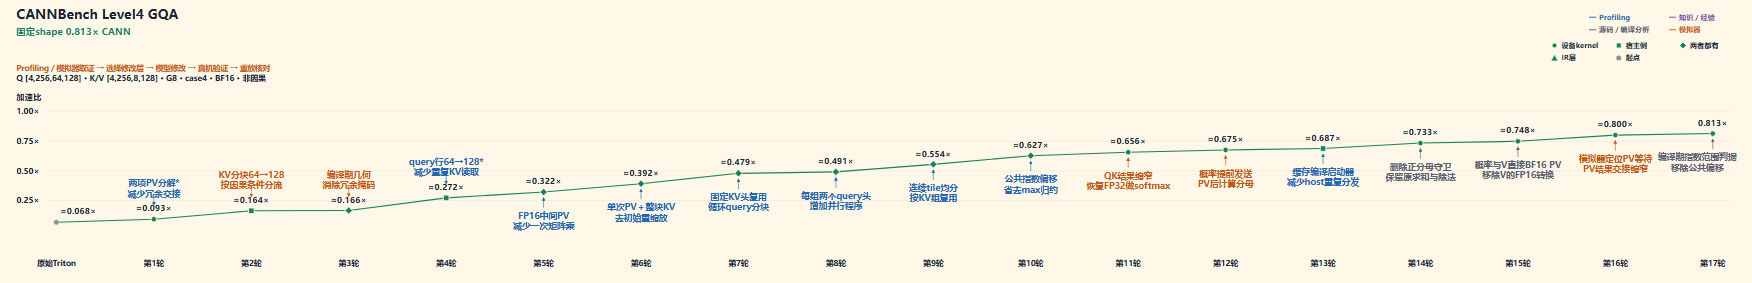 CANNBench Level4 GQA
固定shape 0.813× CANN
Profiling
知识 / 经验
源码 / 编译分析
模拟器
设备kernel
宿主侧
两者都有
IR层
起点
Profiling / 模拟器取证 → 选择修改层 → 模型修改 → 真机验证 → 重放核对
Q [4,256,64,128] • K/V [4,256,8,128] • G8 • case4 • BF16 • 非因果
加速比
1.00×
0.75×
0.50×
0.25×
≈0.068×
两项PV分解*
减少冗余交接
≈0.093×
KV分块64→128
按因果条件分流
≈0.164×
编译期几何
消除冗余掩码
≈0.166×
query行64→128*
减少重复KV读取
≈0.272×
≈0.322×
FP16中间PV
减少一次矩阵乘
≈0.392×
单次PV + 整块KV
去初始重缩放
≈0.479×
固定KV头复用
循环query分块
≈0.491×
每组两个query头
增加并行程序
≈0.554×
连续tile均分
按KV组复用
≈0.627×
公共指数偏移
省去max归约
≈0.656×
QK结果缩窄
恢复FP32做softmax
≈0.675×
概率提前发送
PV后计算分母
≈0.687×
缓存编译启动器
减少host重复分发
≈0.733×
删除正分母守卫
保留原求和与除法
≈0.748×
概率与V直接BF16 PV
移除V的FP16转换
≈0.800×
模拟器定位PV等待
PV结果交接缩窄
0.813×
编译期指数范围判据
移除公共偏移
原始Triton
第1轮
第2轮
第3轮
第4轮
第5轮
第6轮
第7轮
第8轮
第9轮
第10轮
第11轮
第12轮
第13轮
第14轮
第15轮
第16轮
第17轮